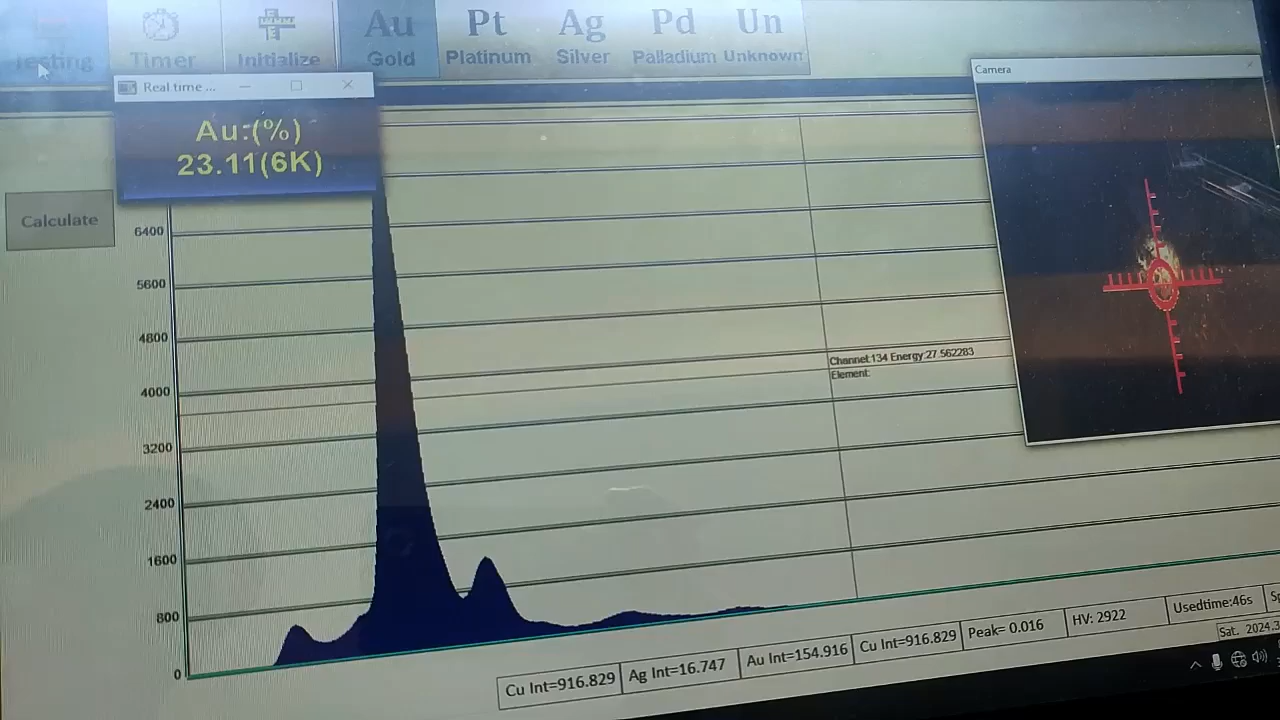 Testing
Timer
Initialize
Au
Gold
Pt
Platinum
Ag
Silver
Pd
Palladium
Un
Unknown
Real time ...
Au:(%)
23.11(6K)
Calculate
Camera
6400
5600
4800
4000
3200
2400
1600
800
0
Channel:134 Energy:27.562283
Element:
Cu Int=916.829
Ag Int=16.747
Au Int=154.916
Cu Int=916.829
Peak= 0.016
HV: 2922
Usedtime:46s
Sp
Sat. 2024.3